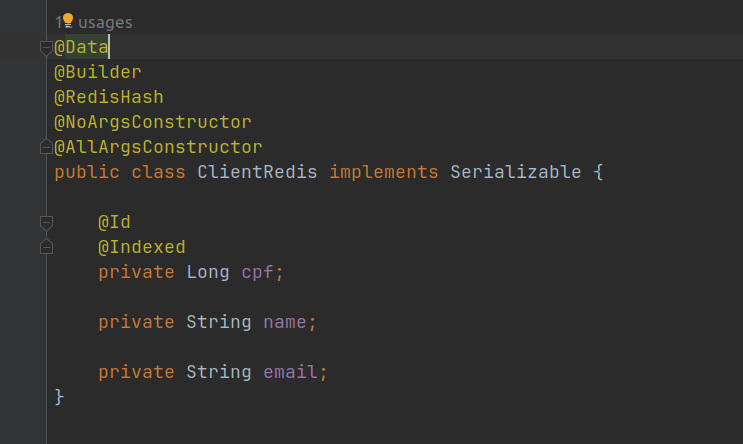 usages
@Data
@Builder
@RedisHash
@NoArgsConstructor
@AllArgsConstructor
public class ClientRedis implements Serializable {
@Id
@Indexed
private Long cpf;
private String name;
private String email;
}